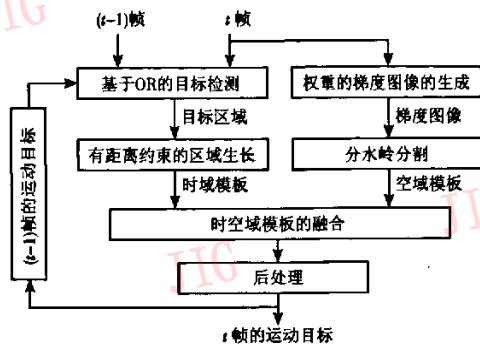 JIG
(t-1)帧
t 帧
基于OR的目标检测
权重的梯度图像的生成
目标区域
梯度图像
有距离约束的区域生长
分水岭分割
时域模板
空域模板
(t-1)帧的运动目标
时空域模板的融合
JIG
JIG
后处理
t 帧的运动目标